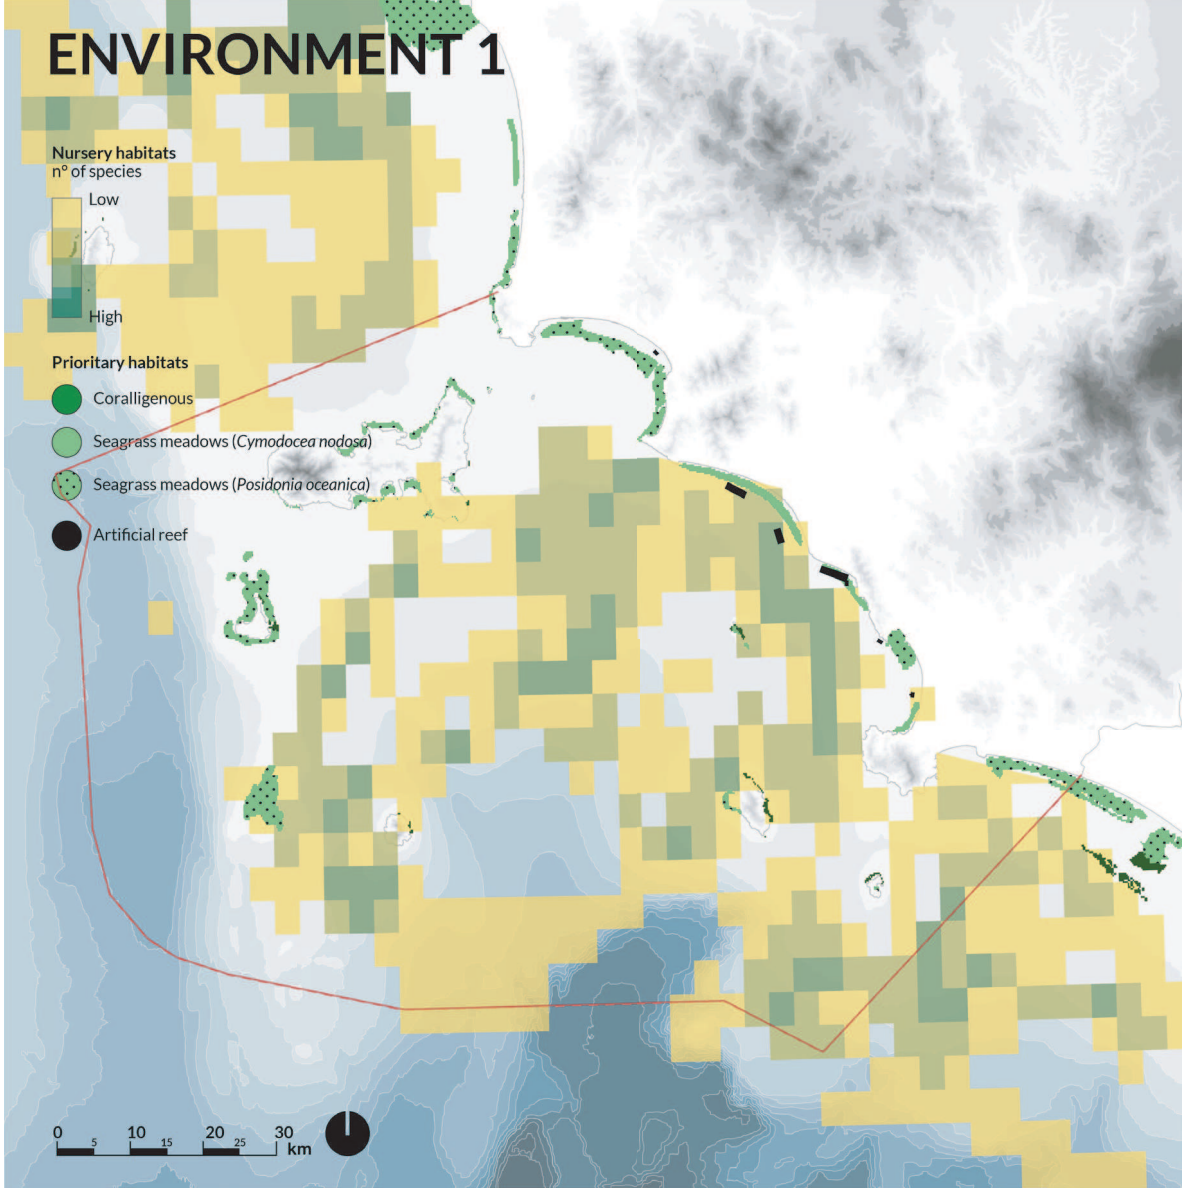 ENVIRONMENT 1
Nursery habitats
n° of species
Low
High
Prioritary habitats
Coralligenous
Seagrass meadows (Cymodocea nodosa)
Seagrass meadows (Posidonia oceanica)
Artificial reef
0 5 10 15 20 25 30 km